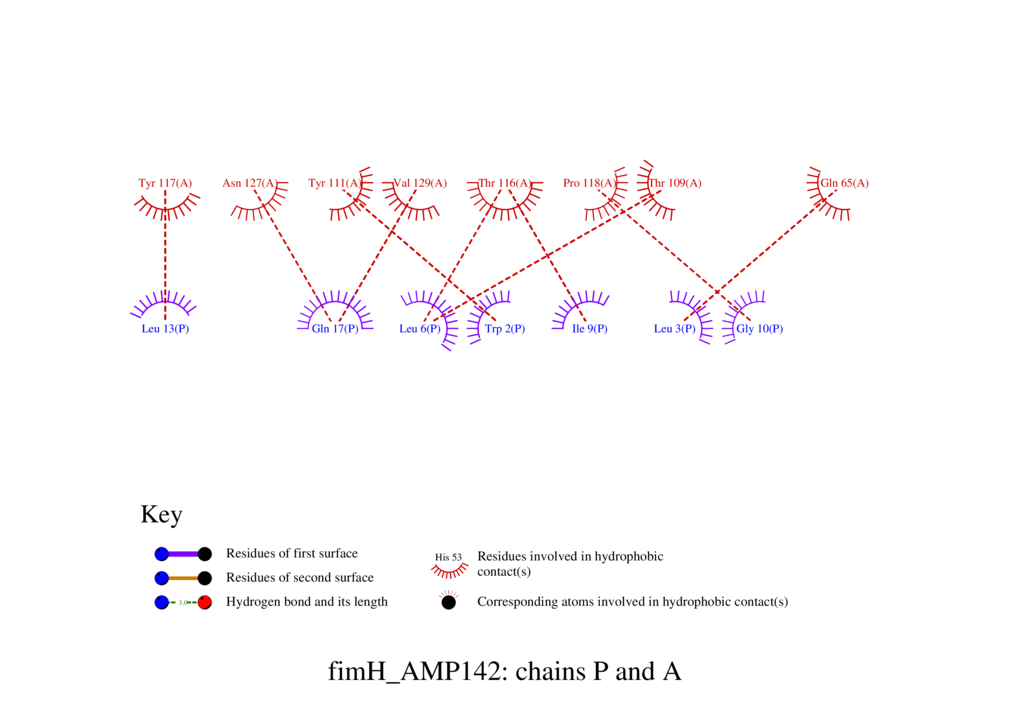 Tyr 117(A) Asn 127(A) Tyr 111(A) Val 129(A) Thr 116(A) Pro 118(A) Thr 109(A) Gln 65(A)
Leu 13(P) Gln 17(P) Leu 6(P) Trp 2(P) Ile 9(P) Leu 3(P) Gly 10(P)
Key
Residues of first surface
Residues of second surface
3.0 Hydrogen bond and its length
His 53 Residues involved in hydrophobic
contact(s)
Corresponding atoms involved in hydrophobic contact(s)
fimH_AMP142: chains P and A